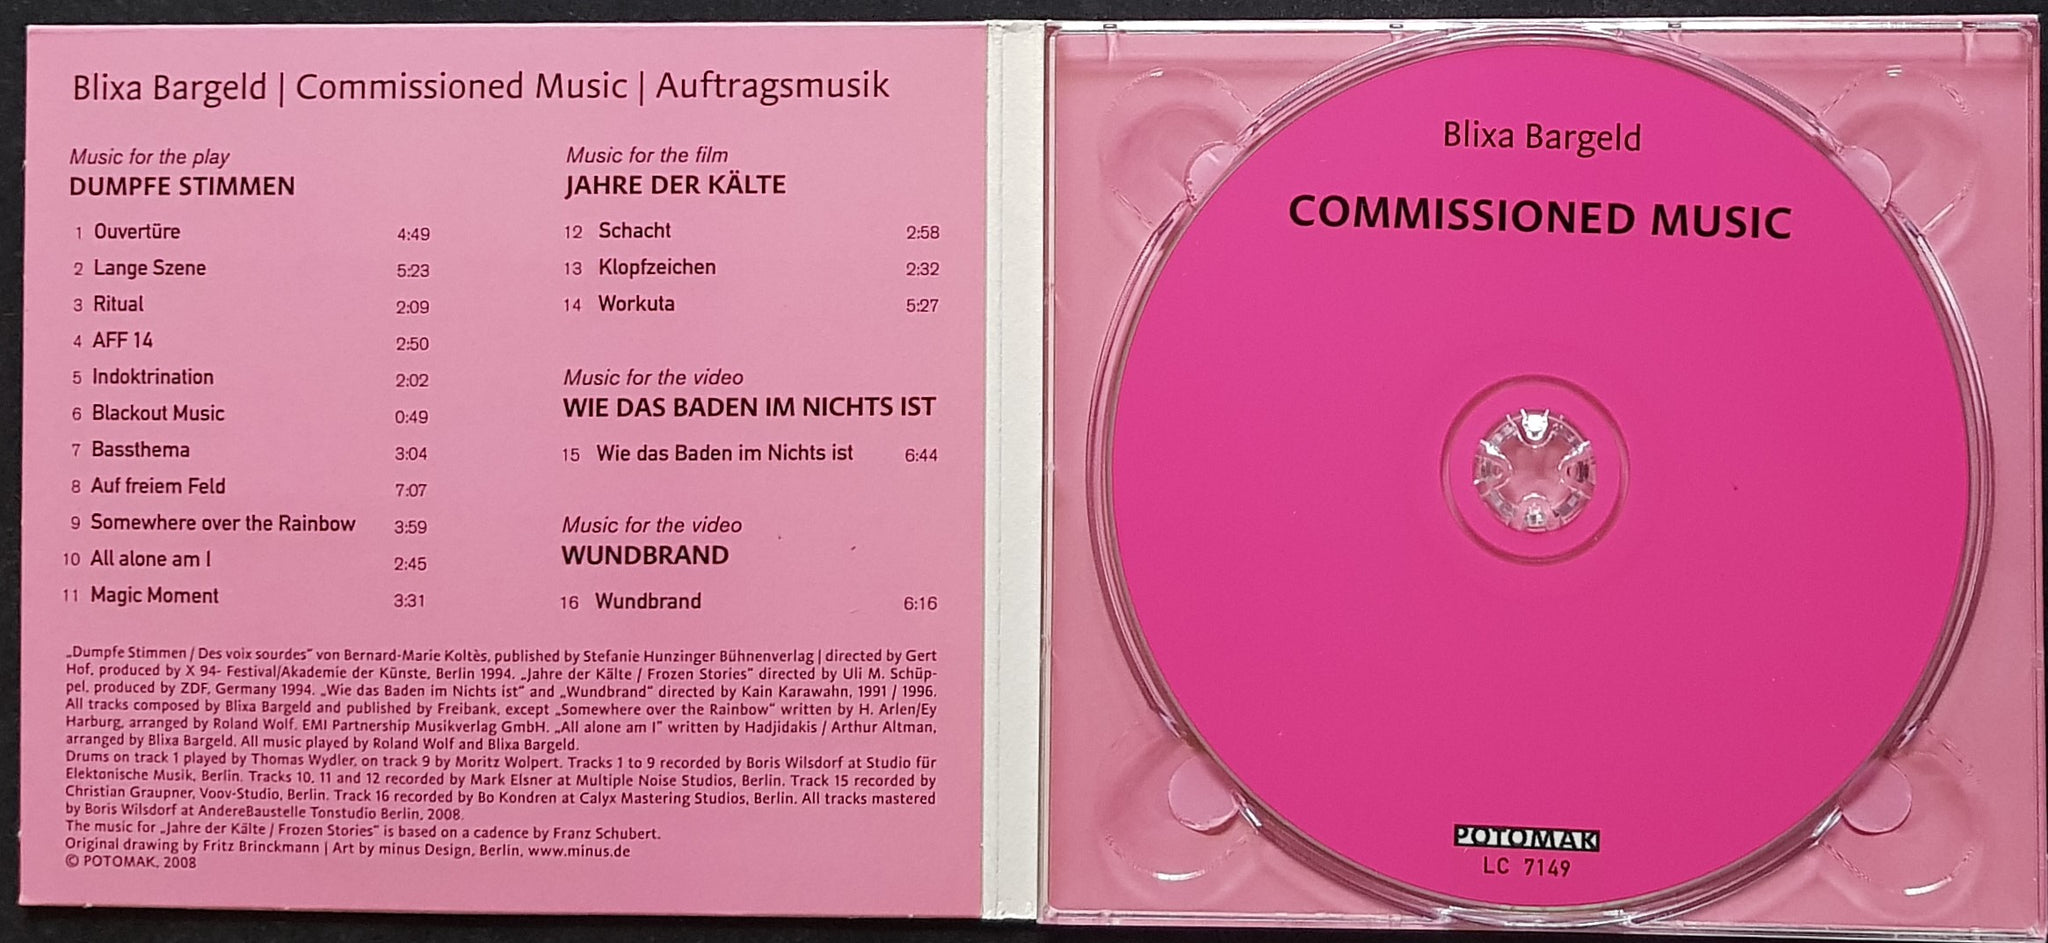 Blixa Bargeld | Commissioned Music | Auftragsmusik
Music for the play
DUMPFE STIMMEN
1 Ouvertüre 4:49
2 Lange Szene 5:23
3 Ritual 2:09
4 AFF 14 2:50
5 Indoktrination 2:02
6 Blackout Music 0:49
7 Bassthema 3:04
8 Auf freiem Feld 7:07
9 Somewhere over the Rainbow 3:59
10 All alone am I 2:45
11 Magic Moment 3:31
Music for the film
JAHRE DER KÄLTE
12 Schacht 2:58
13 Klopfzeichen 2:32
14 Workuta 5:27
Music for the video
WIE DAS BADEN IM NICHTS IST
15 Wie das Baden im Nichts ist 6:44
Music for the video
WUNDBRAND
16 Wundbrand 6:16
„Dumpfe Stimmen / Des voix sourdes“ von Bernard-Marie Koltès, published by Stefanie Hunzinger Bühnenverlag | directed by Gert
Hof, produced by X 94- Festival/Akademie der Künste, Berlin 1994. „Jahre der Kälte / Frozen Stories“ directed by Uli M. Schüp-
pel, produced by ZDF, Germany 1994. „Wie das Baden im Nichts ist“ and „Wundbrand“ directed by Kain Karawahn, 1991 / 1996.
All tracks composed by Blixa Bargeld and published by Freibank, except „Somewhere over the Rainbow“ written by H. Arlen/Ey
Harburg, arranged by Roland Wolf. EMI Partnership Musikverlag GmbH. „All alone am I“ written by Hadjidakis / Arthur Altman,
arranged by Blixa Bargeld. All music played by Roland Wolf and Blixa Bargeld.
Drums on track 1 played by Thomas Wydler, on track 9 by Moritz Wolpert. Tracks 1 to 9 recorded by Boris Wilsdorf at Studio für
Elektonische Musik, Berlin. Tracks 10, 11 and 12 recorded by Mark Elsner at Multiple Noise Studios, Berlin. Track 15 recorded by
Christian Graupner, Voov-Studio, Berlin. Track 16 recorded by Bo Kondren at Calyx Mastering Studios, Berlin. All tracks mastered
by Boris Wilsdorf at AndereBaustelle Tonstudio Berlin, 2008.
The music for „Jahre der Kälte / Frozen Stories“ is based on a cadence by Franz Schubert.
Original drawing by Fritz Brinckmann | Art by minus Design, Berlin, www.minus.de
© POTOMAK, 2008
Blixa Bargeld
COMMISSIONED MUSIC
POTOMAK
LC 7149